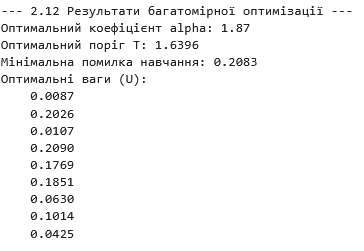 --- 2.12 Результати багатомірної оптимізації ---
Оптимальний коефіцієнт alpha: 1.87
Оптимальний поріг T: 1.6396
Мінімальна помилка навчання: 0.2083
Оптимальні ваги (U):
0.0087
0.2026
0.0107
0.2090
0.1769
0.1851
0.0630
0.1014
0.0425